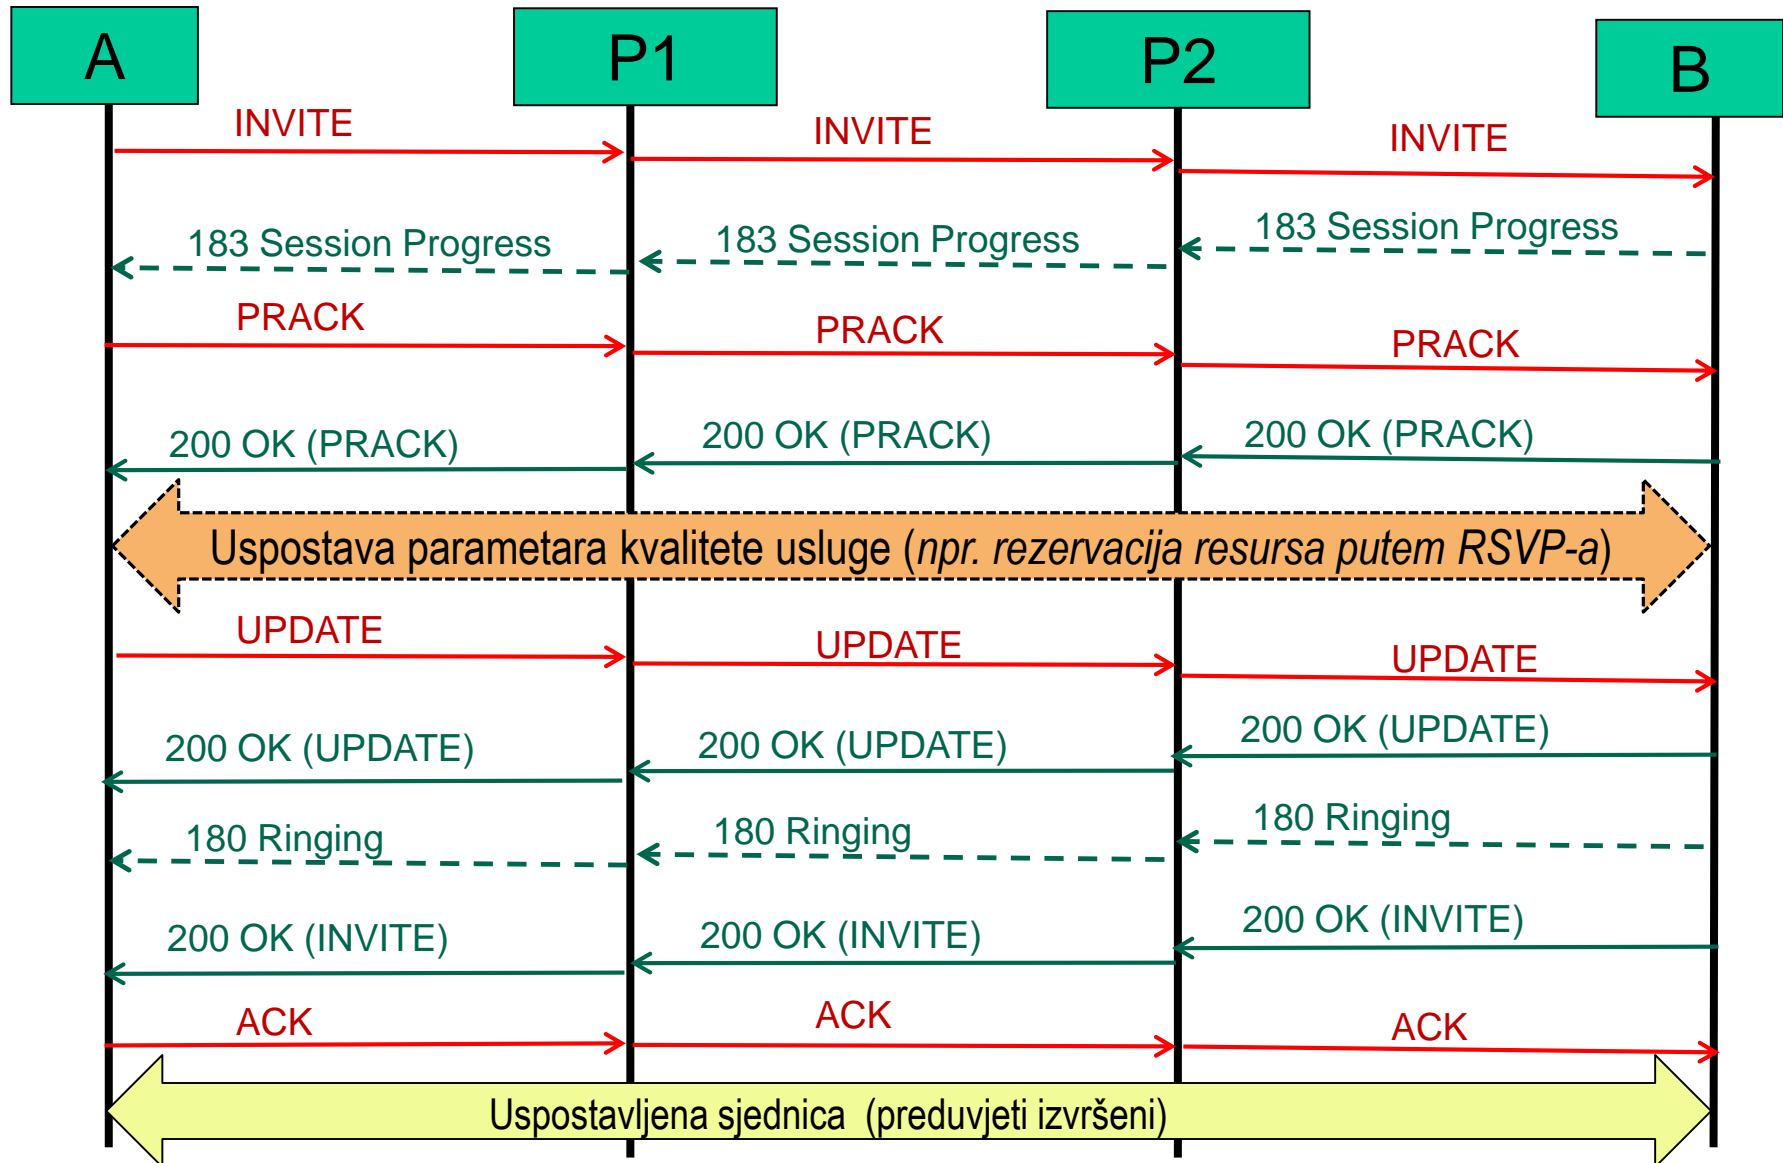 A
P1
P2
B
INVITE
INVITE
INVITE
183 Session Progress
183 Session Progress
183 Session Progress
PRACK
PRACK
PRACK
200 OK (PRACK)
200 OK (PRACK)
200 OK (PRACK)
Uspostava parametara kvalitete usluge (npr. rezervacija resursa putem RSVP-a)
UPDATE
UPDATE
UPDATE
200 OK (UPDATE)
200 OK (UPDATE)
200 OK (UPDATE)
180 Ringing
180 Ringing
180 Ringing
200 OK (INVITE)
200 OK (INVITE)
200 OK (INVITE)
ACK
ACK
ACK
Uspostavljena sjednica (preduvjeti izvršeni)